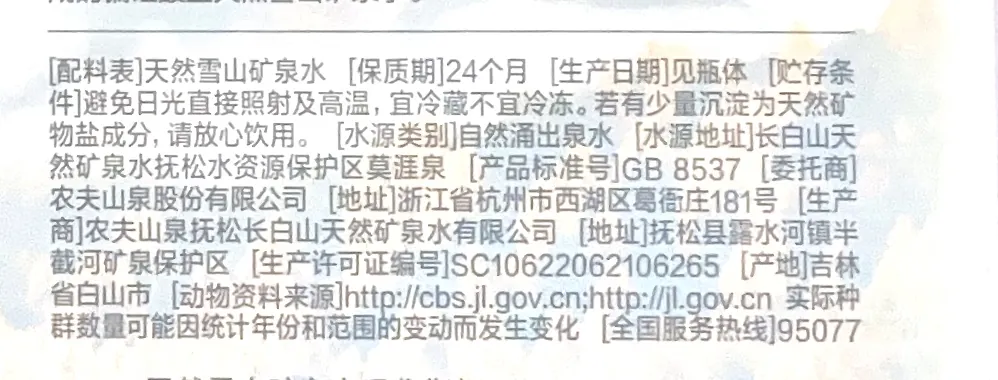 [配料表]天然雪山矿泉水 [保质期]24个月 [生产日期]见瓶体 [贮存条
件]避免日光直接照射及高温，宜冷藏不宜冷冻。若有少量沉淀为天然矿
物盐成分，请放心饮用。 [水源类别]自然涌出泉水 [水源地址]长白山天
然矿泉水抚松水资源保护区莫涯泉 [产品标准号]GB 8537 [委托商]
农夫山泉股份有限公司 [地址]浙江省杭州市西湖区葛衙庄181号 [生产
商]农夫山泉抚松长白山天然矿泉水有限公司 [地址]抚松县露水河镇半
截河矿泉保护区 [生产许可证编号]SC10622062106265 [产地]吉林
省白山市 [动物资料来源]http://cbs.jl.gov.cn;http://jl.gov.cn 实际种
群数量可能因统计年份和范围的变动而发生变化 [全国服务热线]95077